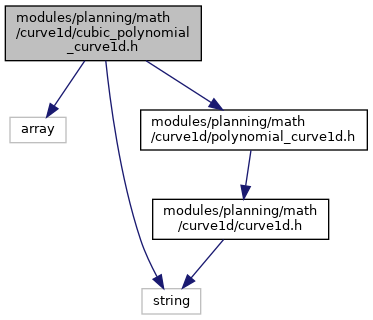 modules/planning/math
/curve1d/cubic_polynomial
_curve1d.h
array
modules/planning/math
/curve1d/polynomial_curve1d.h
modules/planning/math
/curve1d/curve1d.h
string